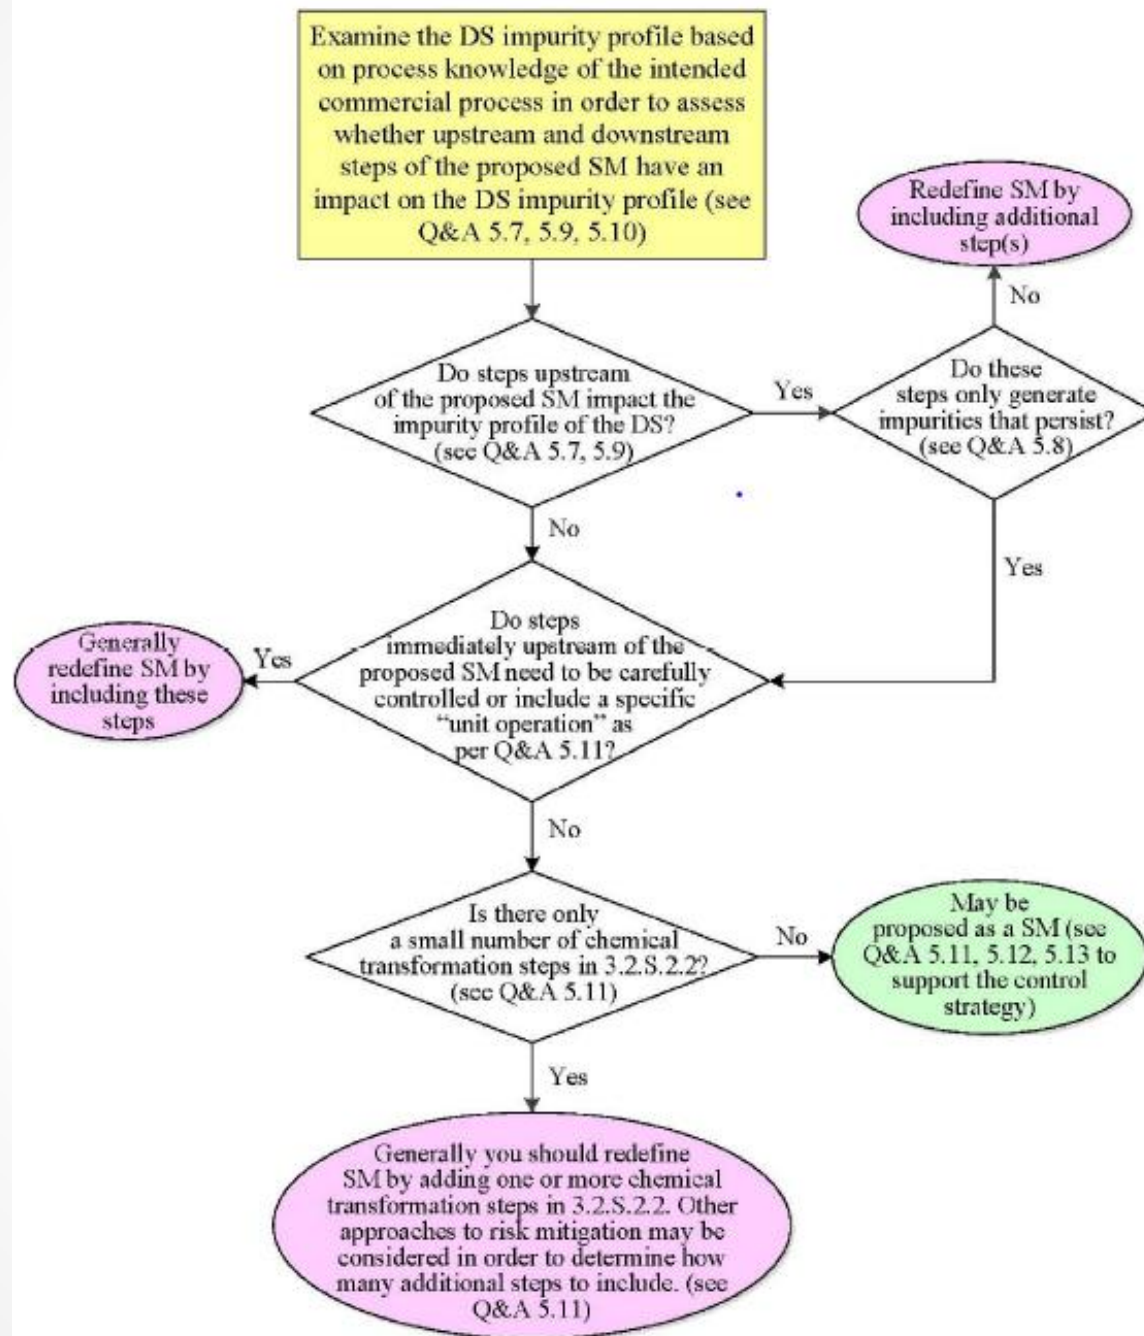 Examine the DS impurity profile based
on process knowledge of the intended
commercial process in order to assess
whether upstream and downstream
steps of the proposed SM have an
impact on the DS impurity profile (see
Q&A 5.7, 5.9, 5.10)
Redefine SM by
including additional
step(s)
No
Do steps upstream
of the proposed SM impact the
impurity profile of the DS?
(see Q&A 5.7, 5.9)
Yes
Do these
steps only generate
impurities that persist?
(see Q&A 5.8)
No
Yes
Do steps
immediately upstream of the
proposed SM need to be carefully
controlled or include a specific
“unit operation” as
per Q&A 5.11?
Yes
Generally
redefine SM by
including these
steps
No
Is there only
a small number of chemical
transformation steps in 3.2.S.2.2?
(see Q&A 5.11)
No
May be
proposed as a SM (see
Q&A 5.11, 5.12, 5.13 to
support the control
strategy)
Yes
Generally you should redefine
SM by adding one or more chemical
transformation steps in 3.2.S.2.2. Other
approaches to risk mitigation may be
considered in order to determine how
many additional steps to include. (see
Q&A 5.11)